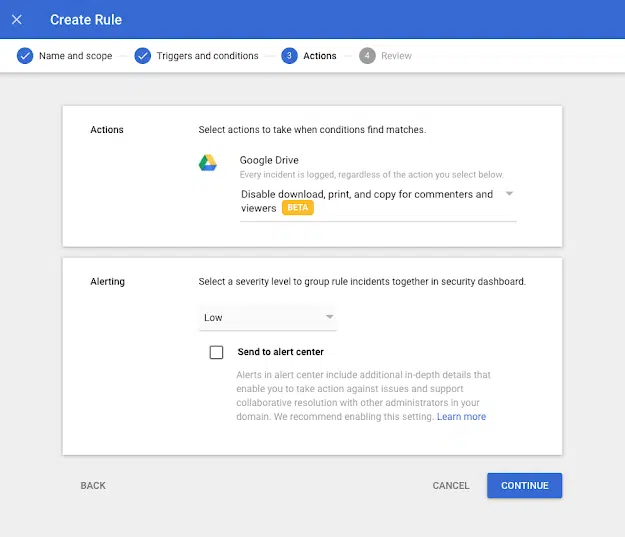 Create Rule
Name and scope
Triggers and conditions
3 Actions
4 Review
Actions
Select actions to take when conditions find matches.
Google Drive
Every incident is logged, regardless of the action you select below.
Disable download, print, and copy for commenters and
viewers BETA
Alerting
Select a severity level to group rule incidents together in security dashboard.
Low
Send to alert center
Alerts in alert center include additional in-depth details that
enable you to take action against issues and support
collaborative resolution with other administrators in your
domain. We recommend enabling this setting. Learn more
BACK
CANCEL
CONTINUE